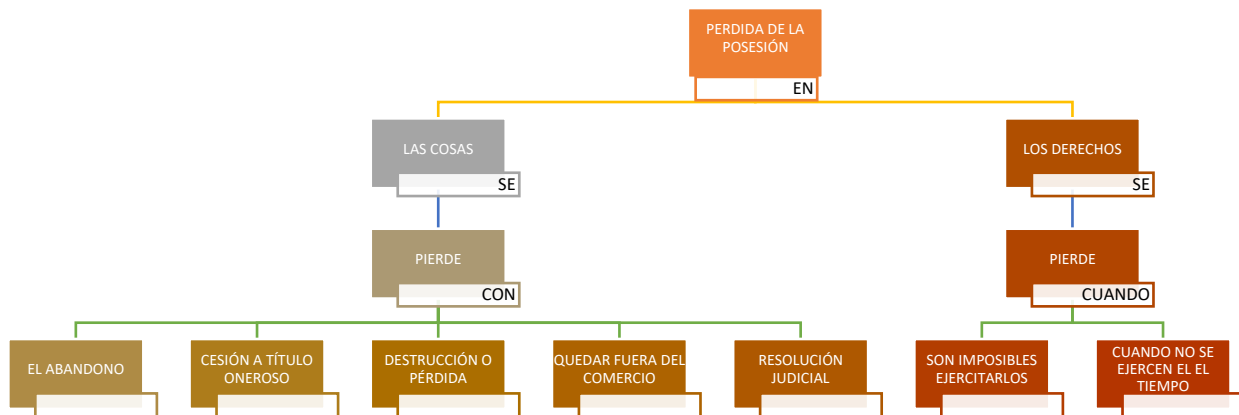 PERDIDA DE LA
POSESIÓN
EN
LAS COSAS
SE
LOS DERECHOS
SE
PIERDE
CON
PIERDE
CUANDO
EL ABANDONO
CESIÓN A TÍTULO
ONEROSO
DESTRUCCIÓN O
PÉRDIDA
QUEDAR FUERA DEL
COMERCIO
RESOLUCIÓN
JUDICIAL
SON IMPOSIBLES
EJERCITARLOS
CUANDO NO SE
EJERCEN EL EL
TIEMPO